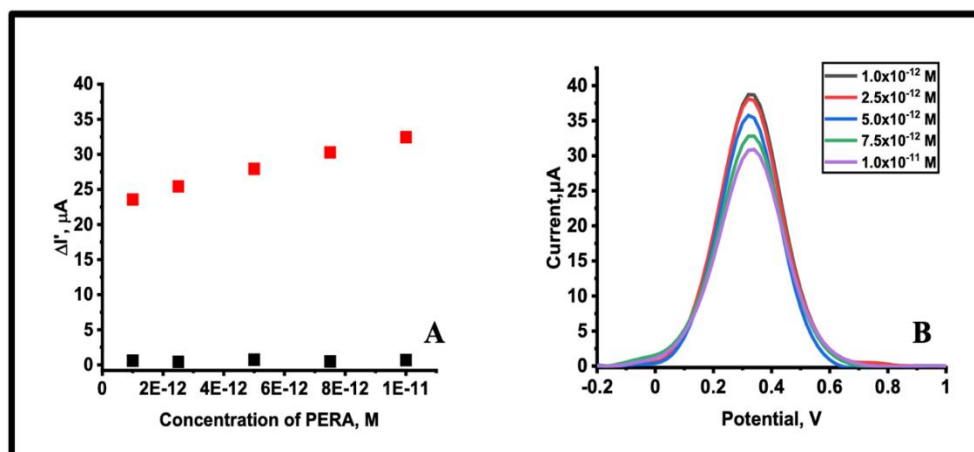 40
35
30
25
20
15
10
5
0
ΔI', µA
0 2E-12 4E-12 6E-12 8E-12 1E-11
Concentration of PERA, M
A
1.0x10⁻¹² M
2.5x10⁻¹² M
5.0x10⁻¹² M
7.5x10⁻¹² M
1.0x10⁻¹¹ M
40
35
30
25
20
15
10
5
0
Current,µA
-0.2 0 0.2 0.4 0.6 0.8 1
Potential, V
B